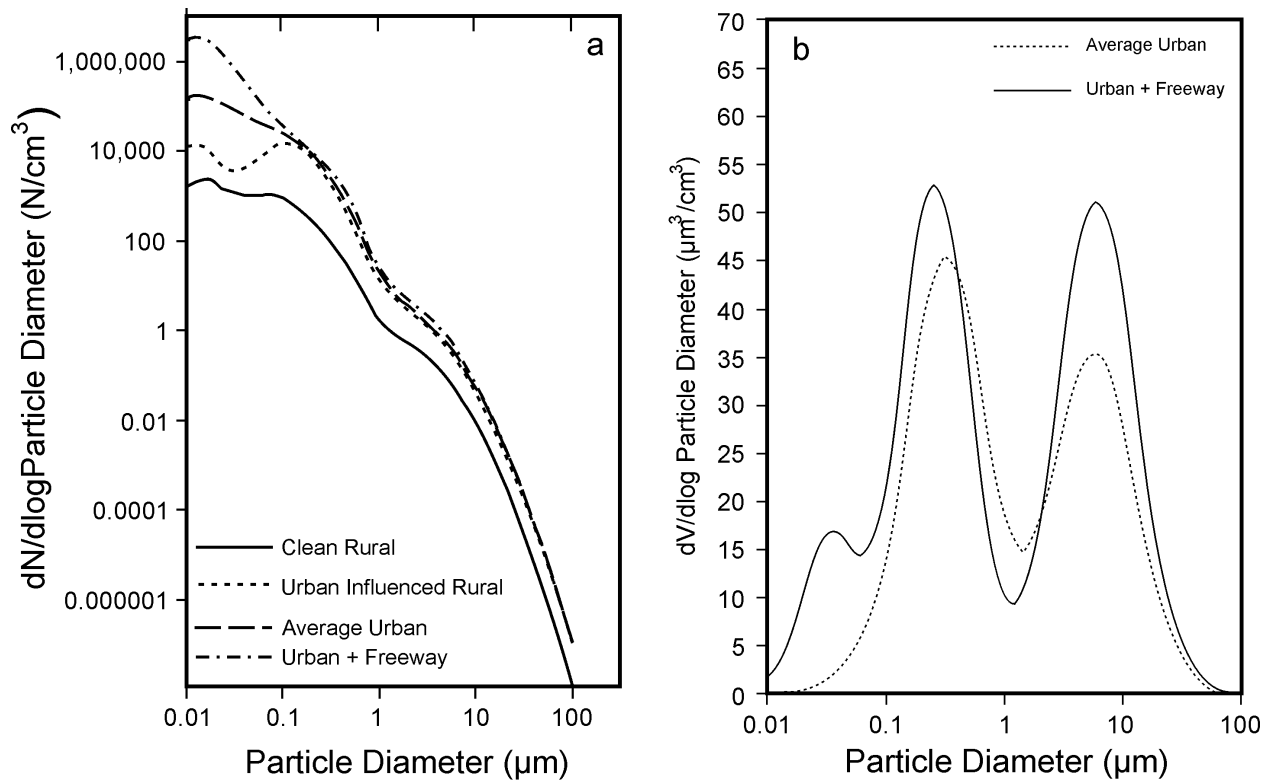 a
dN/dlogParticle Diameter (N/cm³)
1,000,000
10,000
100
1
0.01
0.0001
0.000001
Clean Rural
Urban Influenced Rural
Average Urban
Urban + Freeway
0.01 0.1 1 10 100
Particle Diameter (µm)
b
Average Urban
Urban + Freeway
dV/dlog Particle Diameter (µm³/cm³)
70
65
60
55
50
45
40
35
30
25
20
15
10
5
0
0.01 0.1 1 10 100
Particle Diameter (µm)